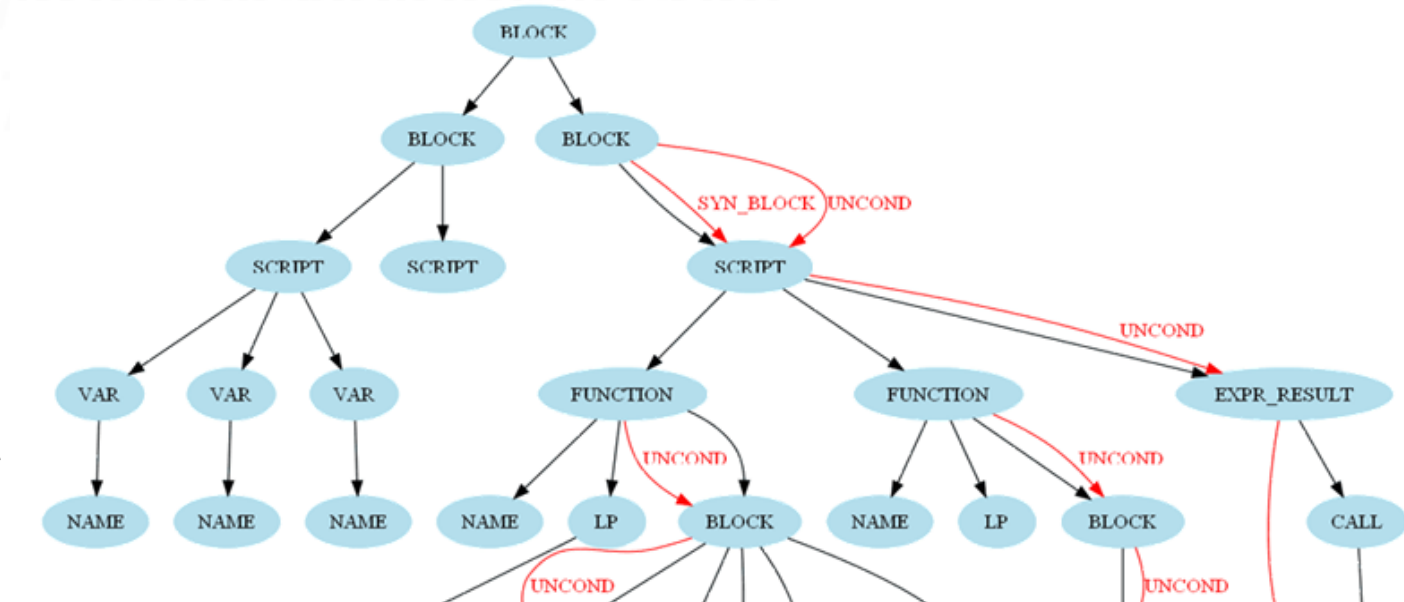 BLOCK
BLOCK
BLOCK
SYN_BLOCK
UNCOND
SCRIPT
SCRIPT
SCRIPT
UNCOND
VAR
VAR
VAR
FUNCTION
FUNCTION
EXPR_RESULT
UNCOND
UNCOND
NAME
NAME
NAME
NAME
LP
BLOCK
NAME
LP
BLOCK
CALL
UNCOND
UNCOND